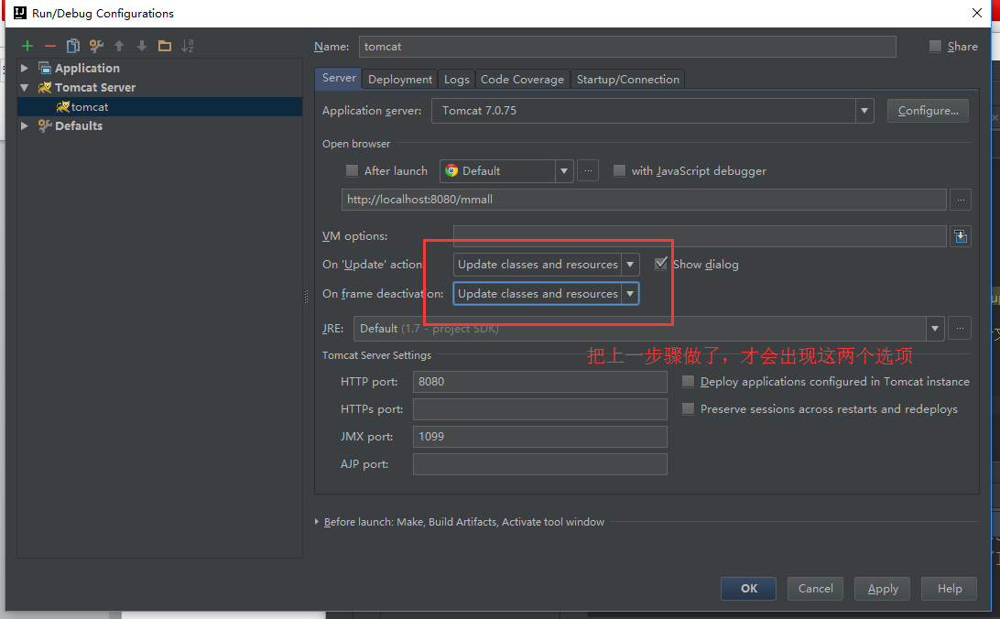 Run/Debug Configurations
Name: tomcat Share
Application
Tomcat Server
tomcat
Defaults
Server Deployment Logs Code Coverage Startup/Connection
Application server: Tomcat 7.0.75 Configure...
Open browser
After launch Default ... with JavaScript debugger
http://localhost:8080/mmall ...
VM options:
On 'Update' action Update classes and resources Show dialog
On frame deactivation: Update classes and resources
JRE: Default (1.7 - project SDK) ...
把上一步骤做了，才会出现这两个选项
Tomcat Server Settings
HTTP port: 8080 Deploy applications configured in Tomcat instance
HTTPs port: Preserve sessions across restarts and redeploys
JMX port: 1099
AJP port:
Before launch: Make, Build Artifacts, Activate tool window
OK Cancel Apply Help